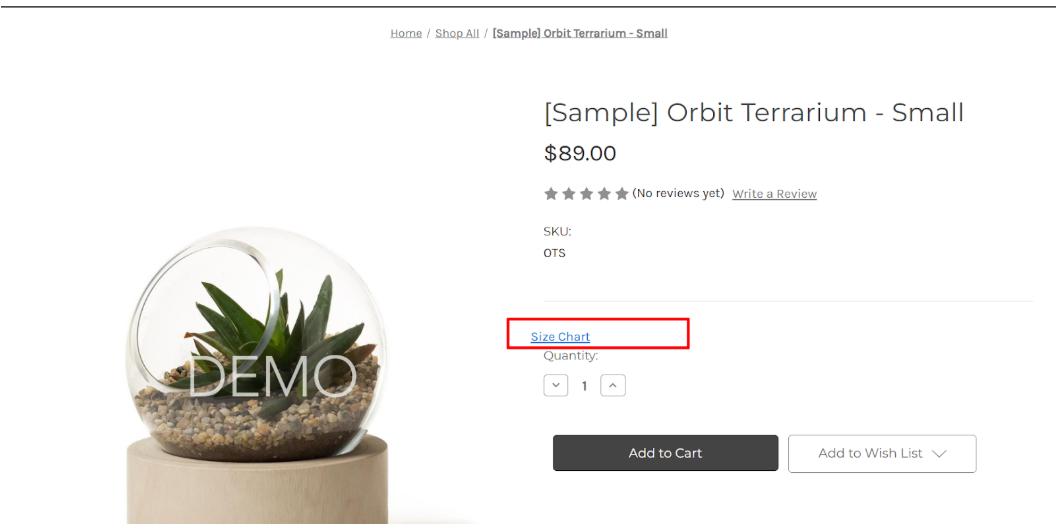 Home / Shop All / [Sample] Orbit Terrarium - Small
[Sample] Orbit Terrarium - Small
$89.00
(No reviews yet) Write a Review
SKU:
OTS
Size Chart
Quantity:
1
DEMO
Add to Cart
Add to Wish List